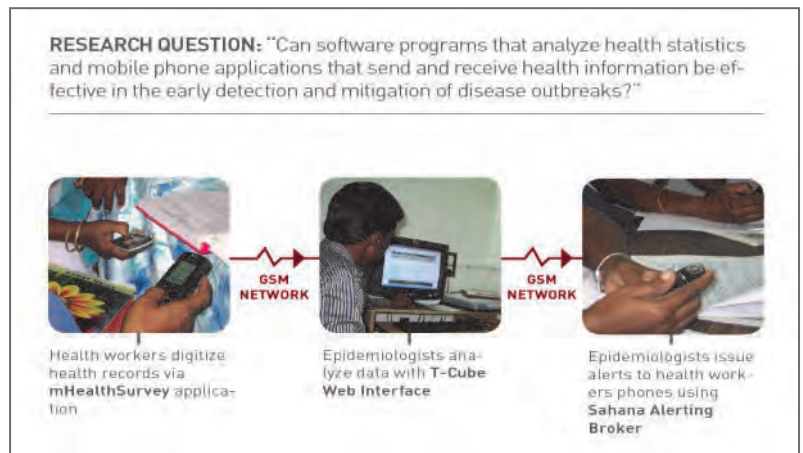 RESEARCH QUESTION: "Can software programs that analyze health statistics
and mobile phone applications that send and receive health information be ef-
fective in the early detection and mitigation of disease outbreaks?"
GSM
NETWORK
GSM
NETWORK
Health workers digitize
health records via
mHealthSurvey applica-
tion
Epidemiologists ana-
lyze data with T-Cube
Web Interface
Epidemiologists issue
alerts to health work-
ers phones using
Sahana Alerting
Broker